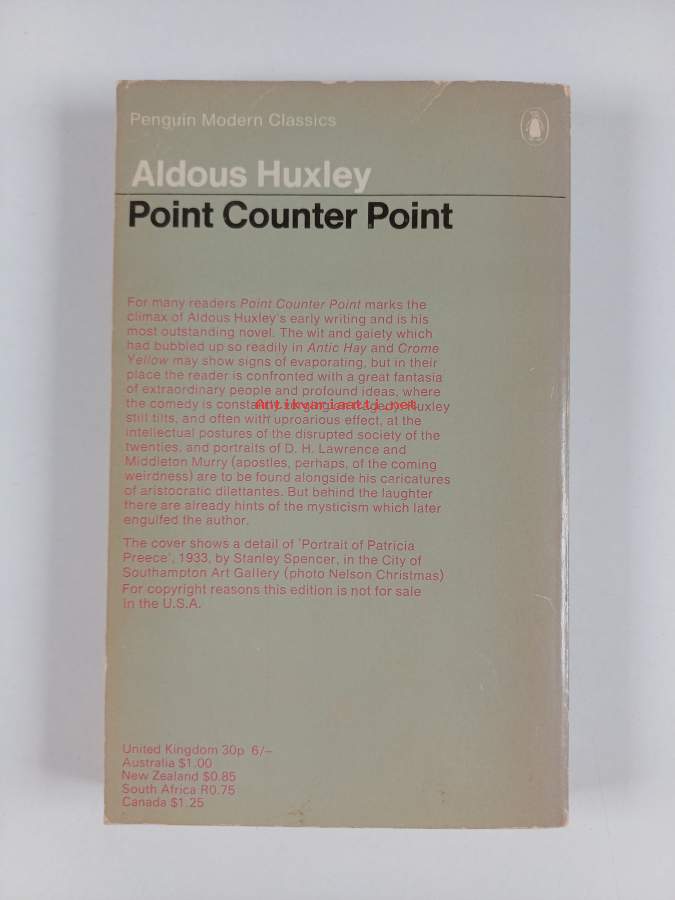 Penguin Modern Classics
Aldous Huxley
Point Counter Point
For many readers Point Counter Point marks the
climax of Aldous Huxley's early writing and is his
most outstanding novel. The wit and gaiety which
had bubbled up so readily in Antic Hay and Crome
Yellow may show signs of evaporating, but in their
place the reader is confronted with a great fantasia
of extraordinary people and profound ideas, where
the comedy is constantly Huxley
Antikvariaatti.net
still tilts, and often with uproarious effect, at the
intellectual postures of the disrupted society of the
twenties, and portraits of D. H. Lawrence and
Middleton Murry (apostles, perhaps, of the coming
weirdness) are to be found alongside his caricatures
of aristocratic dilettantes. But behind the laughter
there are already hints of the mysticism which later
engulfed the author.
The cover shows a detail of 'Portrait of Patricia
Preece', 1933, by Stanley Spencer, in the City of
Southampton Art Gallery (photo Nelson Christmas)
For copyright reasons this edition is not for sale
in the U.S.A.
United Kingdom 30p 6/–
Australia $1.00
New Zealand $0.85
South Africa R0.75
Canada $1.25